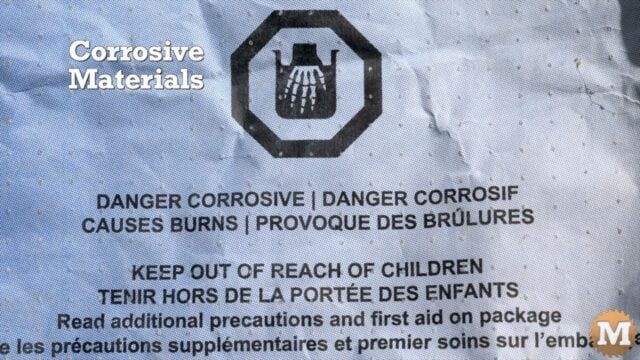 Corrosive
Materials
DANGER CORROSIVE | DANGER CORROSIF
CAUSES BURNS | PROVOQUE DES BRÛLURES
KEEP OUT OF REACH OF CHILDREN
TENIR HORS DE LA PORTÉE DES ENFANTS
Read additional precautions and first aid on package
les précautions supplémentaires et premier soins sur l'emba
M